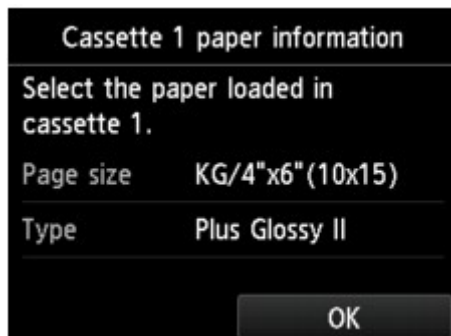 Cassette 1 paper information
Select the paper loaded in
cassette 1.
Page size KG/4"x6"(10x15)
Type Plus Glossy II
OK